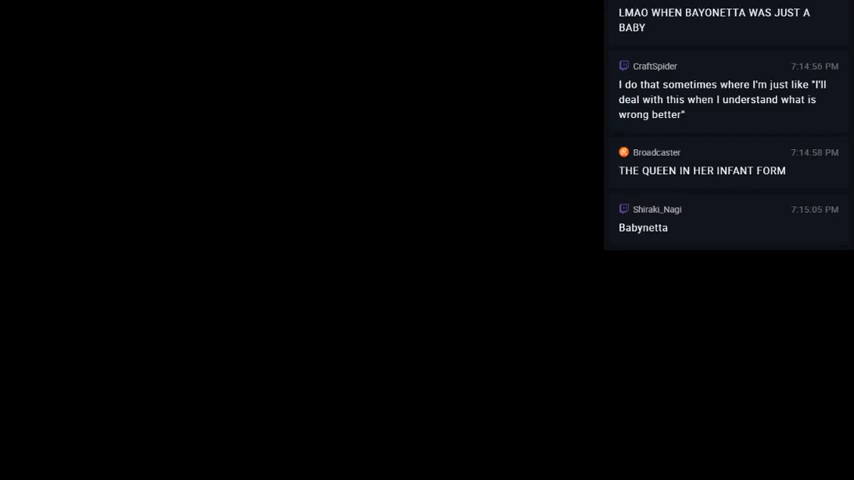 LMAO WHEN BAYONETTA WAS JUST A
BABY
CraftSpider 7:14:56 PM
I do that sometimes where I'm just like "I'll
deal with this when I understand what is
wrong better"
Broadcaster 7:14:58 PM
THE QUEEN IN HER INFANT FORM
Shiraki_Nagi 7:15:05 PM
Babynetta